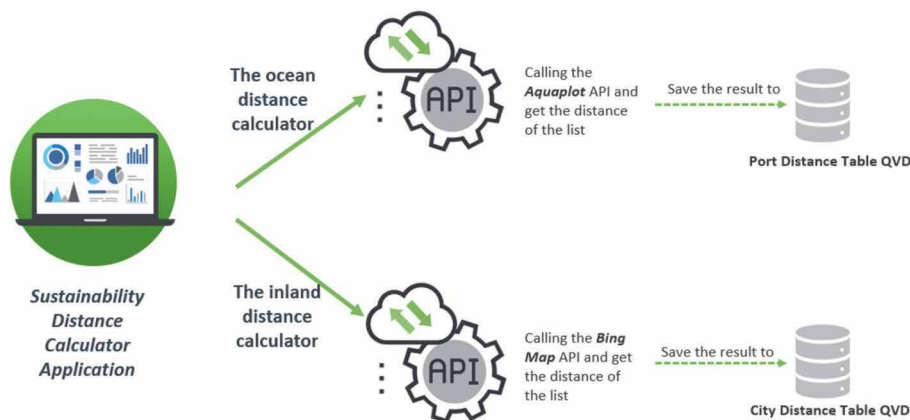 The ocean
distance
calculator
API
Calling the
Aquaplot API and
get the distance
of the list
Save the result to
Port Distance Table QVD
Sustainability
Distance
Calculator
Application
The inland
distance
calculator
API
Calling the Bing
Map API and get
the distance of
the list
Save the result to
City Distance Table QVD